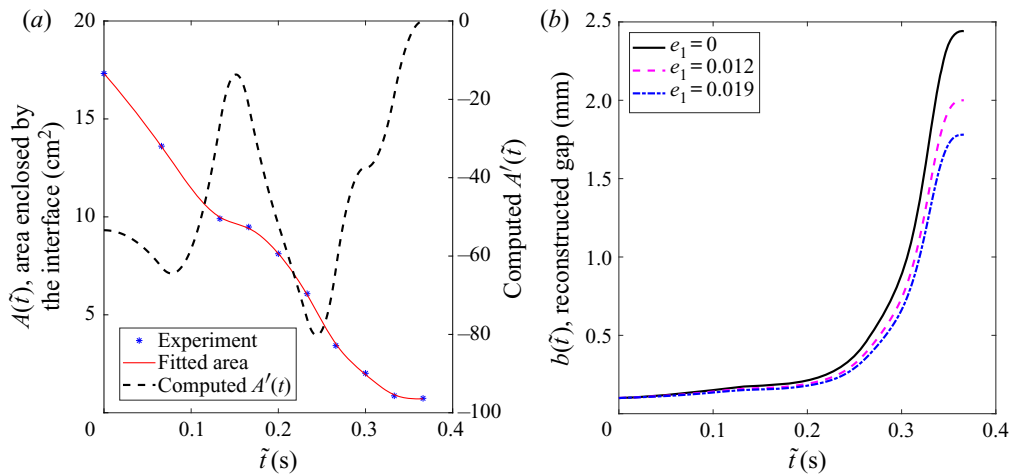 (a)
20
15
10
5
0
–20
–40
–60
–80
–100
A(t̃), area enclosed by
the interface (cm²)
Computed A′(t̃)
Experiment
Fitted area
Computed A′(t)
0 0.1 0.2 0.3 0.4
t̃ (s)
(b)
2.5
2.0
1.5
1.0
0.5
b(t̃), reconstructed gap (mm)
e₁ = 0
e₁ = 0.012
e₁ = 0.019
0 0.1 0.2 0.3 0.4
t̃ (s)